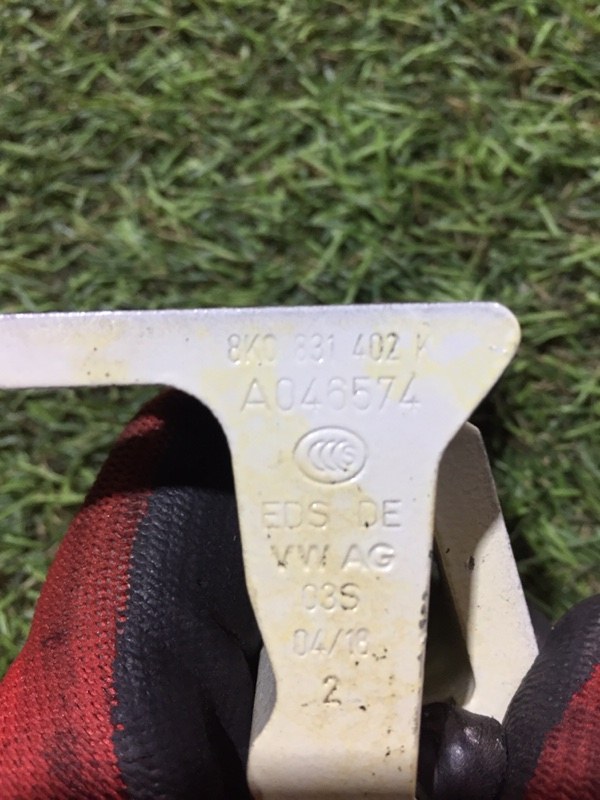 8K0 831 402 K
A046574
CCC S
EDS DE
VW AG
03S
04/18
2